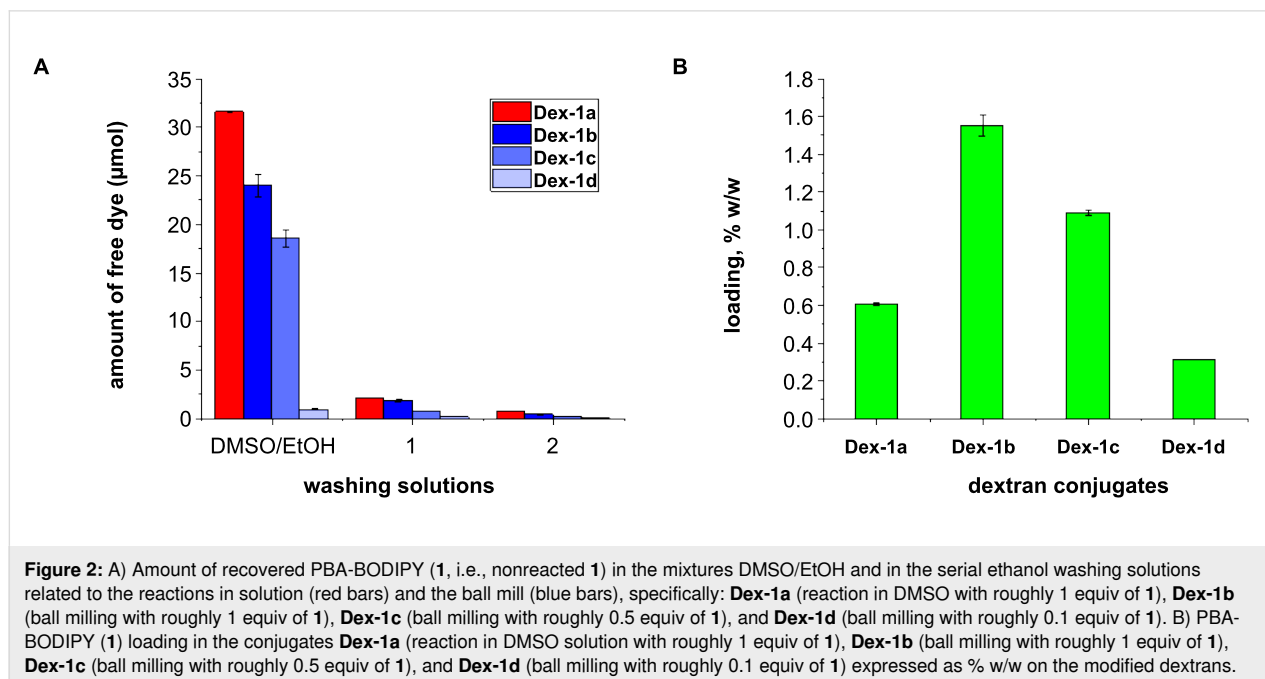 A
35
30
25
20
15
10
5
0
amount of free dye (μmol)
Dex-1a
Dex-1b
Dex-1c
Dex-1d
DMSO/EtOH 1 2
washing solutions
B
1.8
1.6
1.4
1.2
1.0
0.8
0.6
0.4
0.2
0.0
loading, % w/w
Dex-1a Dex-1b Dex-1c Dex-1d
dextran conjugates
Figure 2: A) Amount of recovered PBA-BODIPY (1, i.e., nonreacted 1) in the mixtures DMSO/EtOH and in the serial ethanol washing solutions
related to the reactions in solution (red bars) and the ball mill (blue bars), specifically: Dex-1a (reaction in DMSO with roughly 1 equiv of 1), Dex-1b
(ball milling with roughly 1 equiv of 1), Dex-1c (ball milling with roughly 0.5 equiv of 1), and Dex-1d (ball milling with roughly 0.1 equiv of 1). B) PBA-
BODIPY (1) loading in the conjugates Dex-1a (reaction in DMSO solution with roughly 1 equiv of 1), Dex-1b (ball milling with roughly 1 equiv of 1),
Dex-1c (ball milling with roughly 0.5 equiv of 1), and Dex-1d (ball milling with roughly 0.1 equiv of 1) expressed as % w/w on the modified dextrans.